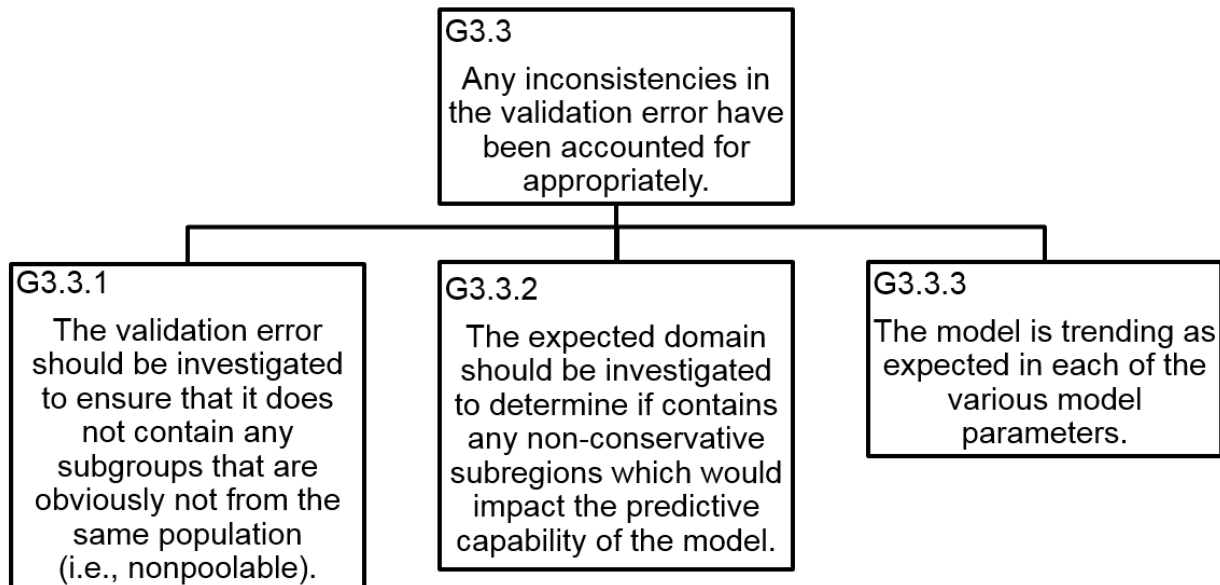 G3.3
Any inconsistencies in
the validation error have
been accounted for
appropriately.
G3.3.1
The validation error
should be investigated
to ensure that it does
not contain any
subgroups that are
obviously not from the
same population
(i.e., nonpoolable).
G3.3.2
The expected domain
should be investigated
to determine if contains
any non-conservative
subregions which would
impact the predictive
capability of the model.
G3.3.3
The model is trending as
expected in each of the
various model
parameters.